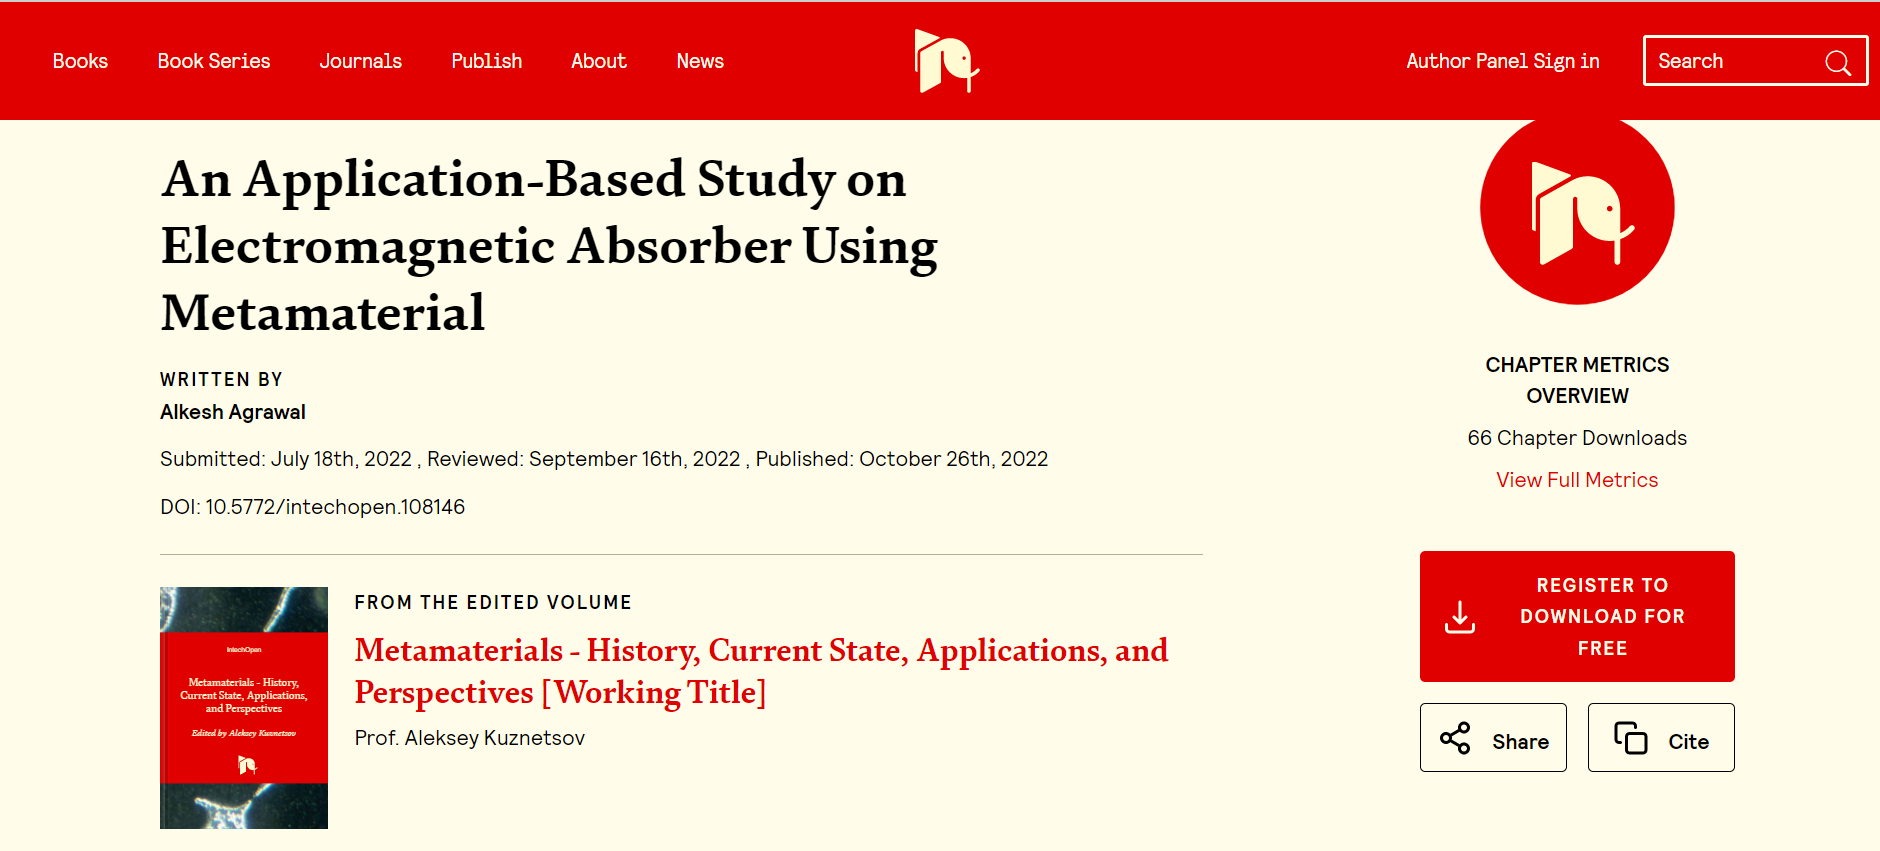 Books Book Series Journals Publish About News Author Panel Sign in Search
An Application-Based Study on
Electromagnetic Absorber Using
Metamaterial
WRITTEN BY
Alkesh Agrawal
Submitted: July 18th, 2022 , Reviewed: September 16th, 2022 , Published: October 26th, 2022
DOI: 10.5772/intechopen.108146
IntechOpen
Metamaterials - History,
Current State, Applications,
and Perspectives
Edited by Aleksey Kuznetsov
FROM THE EDITED VOLUME
Metamaterials - History, Current State, Applications, and
Perspectives [Working Title]
Prof. Aleksey Kuznetsov
CHAPTER METRICS
OVERVIEW
66 Chapter Downloads
View Full Metrics
REGISTER TO
DOWNLOAD FOR
FREE
Share Cite